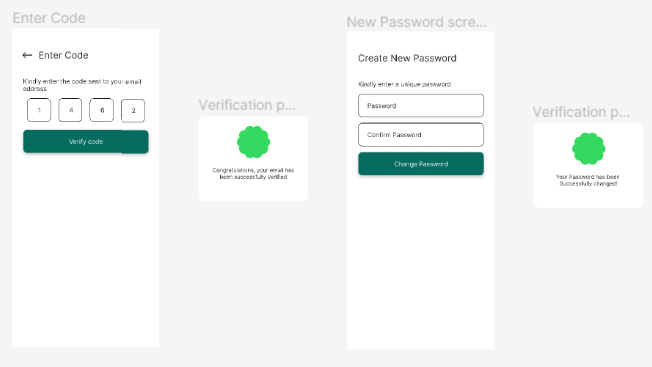 Enter Code
Enter Code
Kindly enter the code sent to your email
address
1 4 6 2
Verify code
Verification p...
Congratulations, your email has
been successfully verified
New Password scre...
Create New Password
Kindly enter a unique password
Password
Confirm Password
Change Password
Verification p...
Your Password has been
Successfully changed!